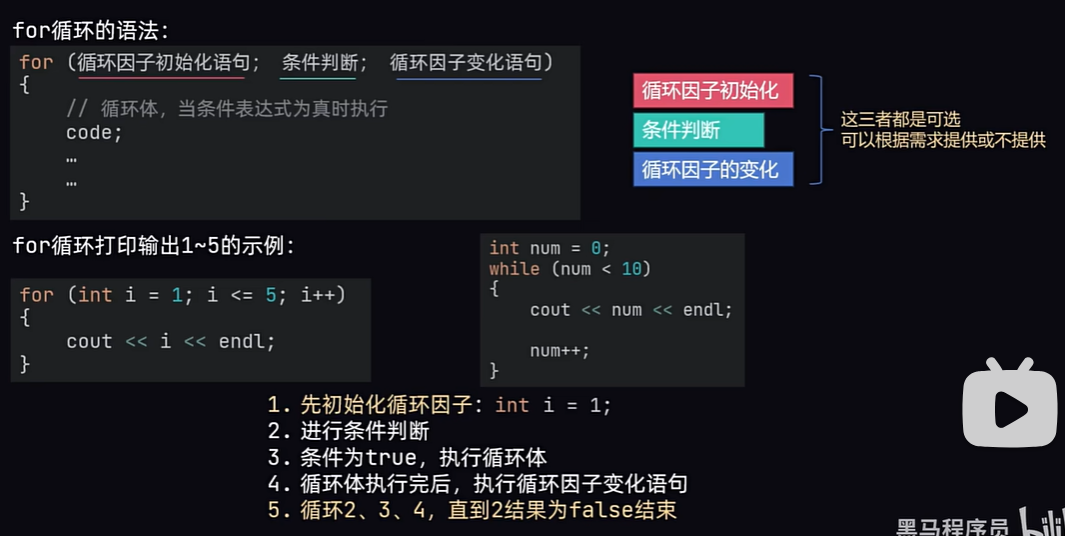 for循环的语法：
for (循环因子初始化语句; 条件判断; 循环因子变化语句)
{
// 循环体，当条件表达式为真时执行
code;
…
…
}
循环因子初始化
条件判断
循环因子的变化
这三者都是可选
可以根据需求提供或不提供
for循环打印输出1~5的示例：
for (int i = 1; i <= 5; i++)
{
cout << i << endl;
}
int num = 0;
while (num < 10)
{
cout << num << endl;
num++;
}
1. 先初始化循环因子：int i = 1;
2. 进行条件判断
3. 条件为true，执行循环体
4. 循环体执行完后，执行循环因子变化语句
5. 循环2、3、4，直到2结果为false结束
黑马程序员